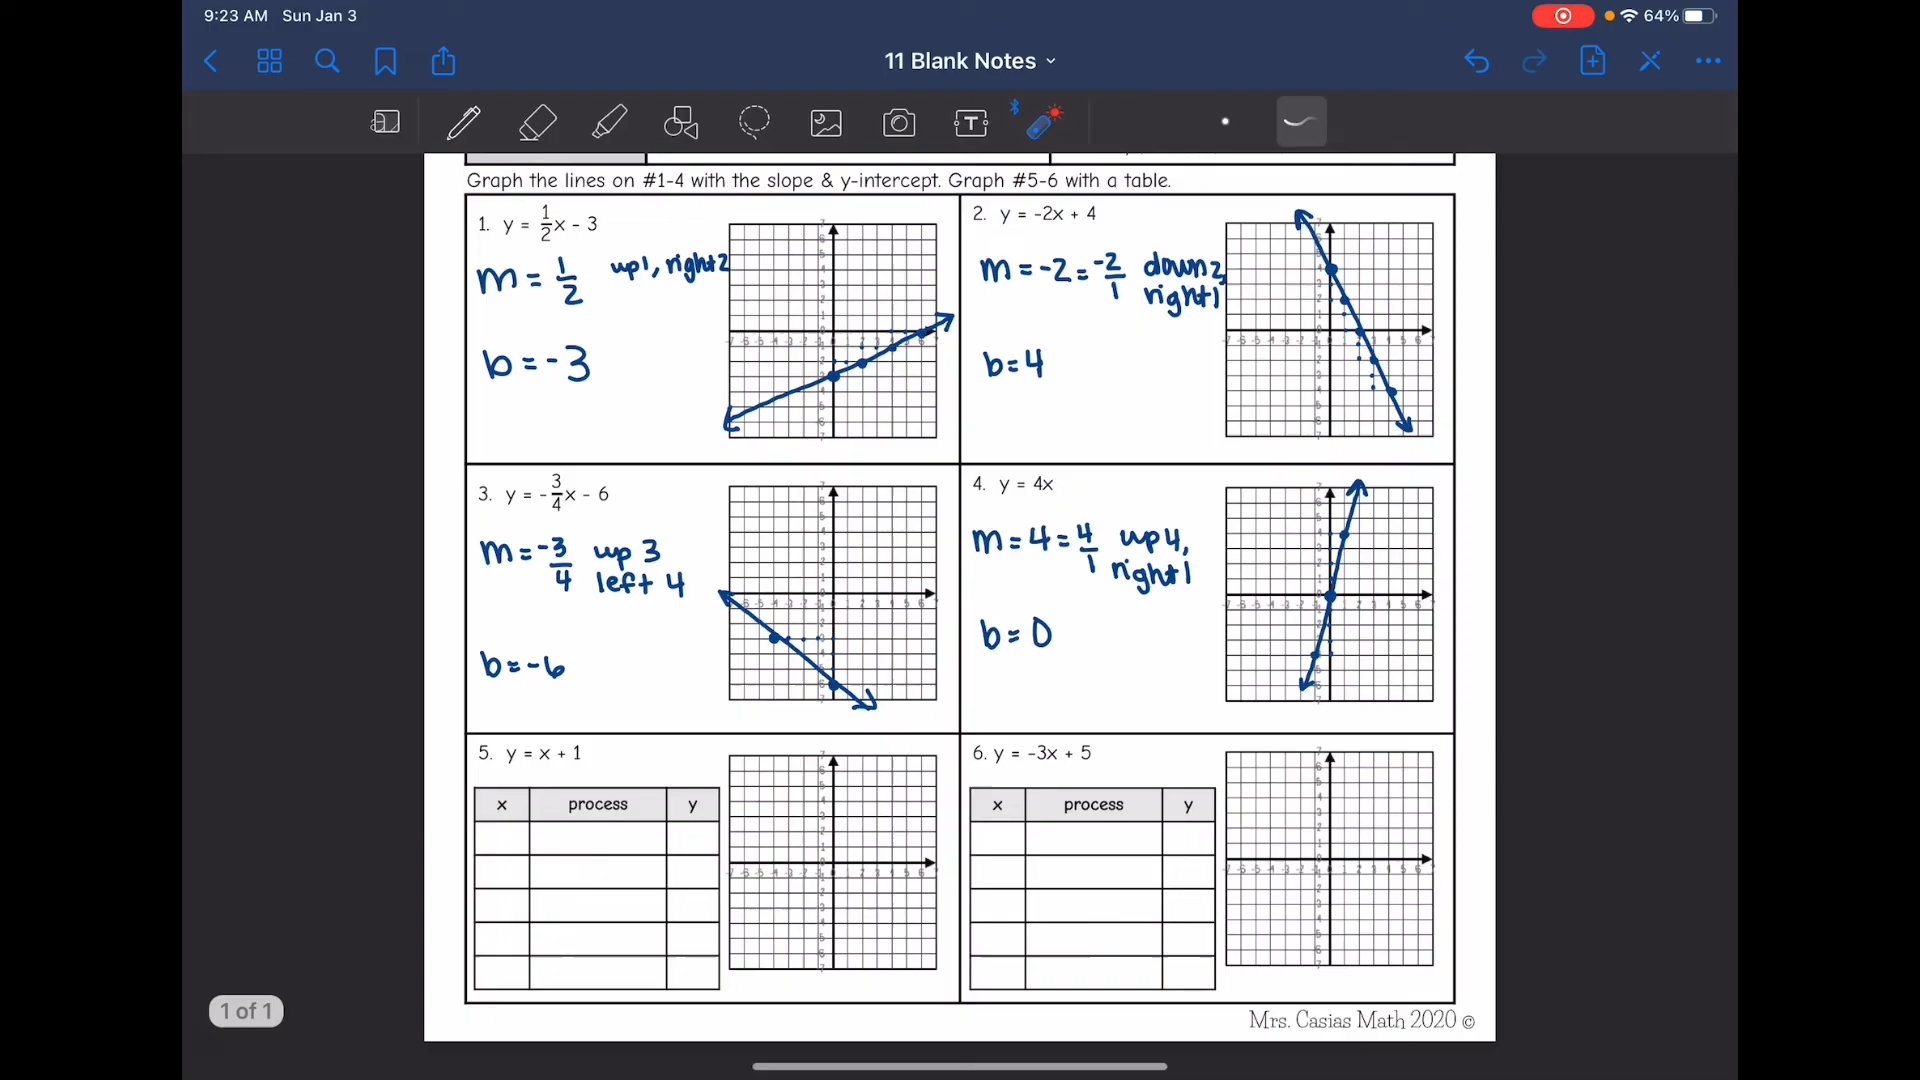 9:23 AM Sun Jan 3
64%
11 Blank Notes
Graph the lines on #1-4 with the slope & y-intercept. Graph #5-6 with a table.
1. y = 1/2x - 3
m = 1/2 up 1, right 2
b = -3
2. y = -2x + 4
m = -2 = -2/1 down 2, right 1
b = 4
3. y = -3/4x - 6
m = -3/4 up 3
left 4
b = -6
4. y = 4x
m = 4 = 4/1 up 4,
right 1
b = 0
5. y = x + 1
x process y
6. y = -3x + 5
x process y
1 of 1
Mrs. Casias Math 2020 ©